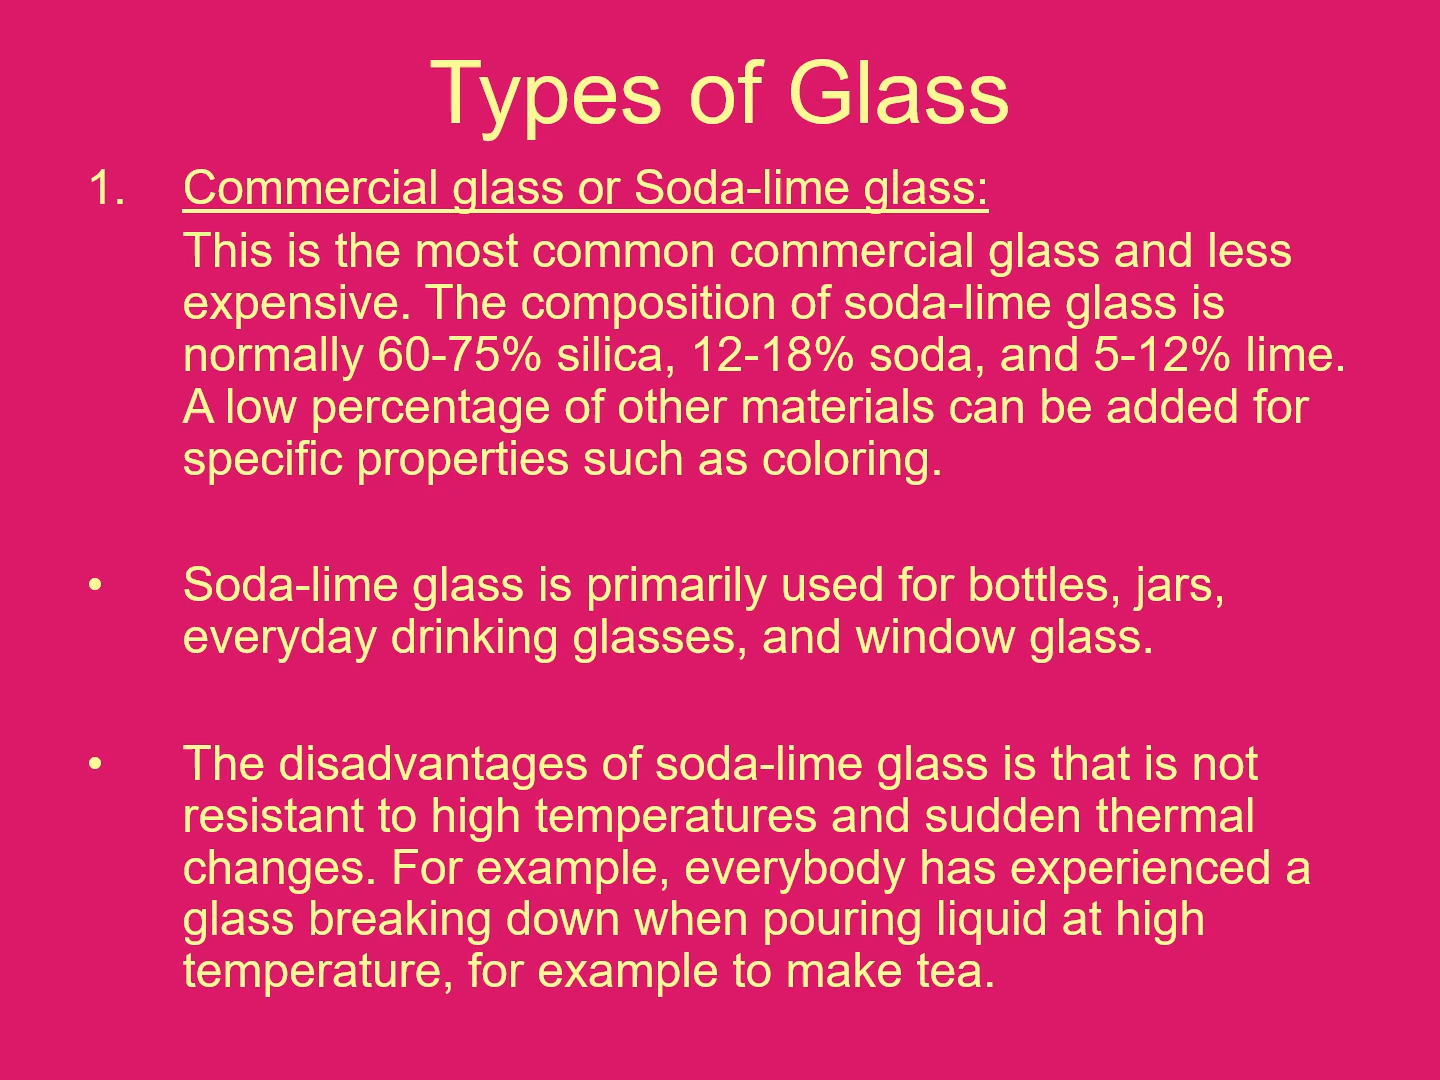 Types of Glass
1. Commercial glass or Soda-lime glass:
This is the most common commercial glass and less
expensive. The composition of soda-lime glass is
normally 60-75% silica, 12-18% soda, and 5-12% lime.
A low percentage of other materials can be added for
specific properties such as coloring.
• Soda-lime glass is primarily used for bottles, jars,
everyday drinking glasses, and window glass.
• The disadvantages of soda-lime glass is that is not
resistant to high temperatures and sudden thermal
changes. For example, everybody has experienced a
glass breaking down when pouring liquid at high
temperature, for example to make tea.